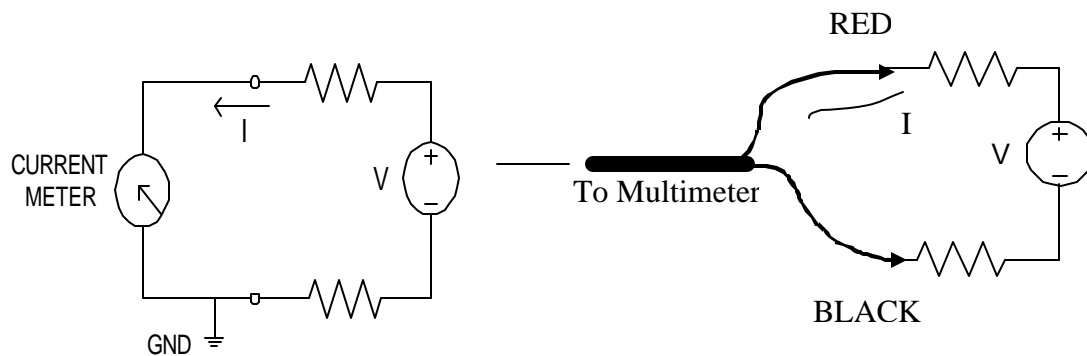 RED
I
I
CURRENT
METER
V
+
−
V
+
−
To Multimeter
BLACK
GND